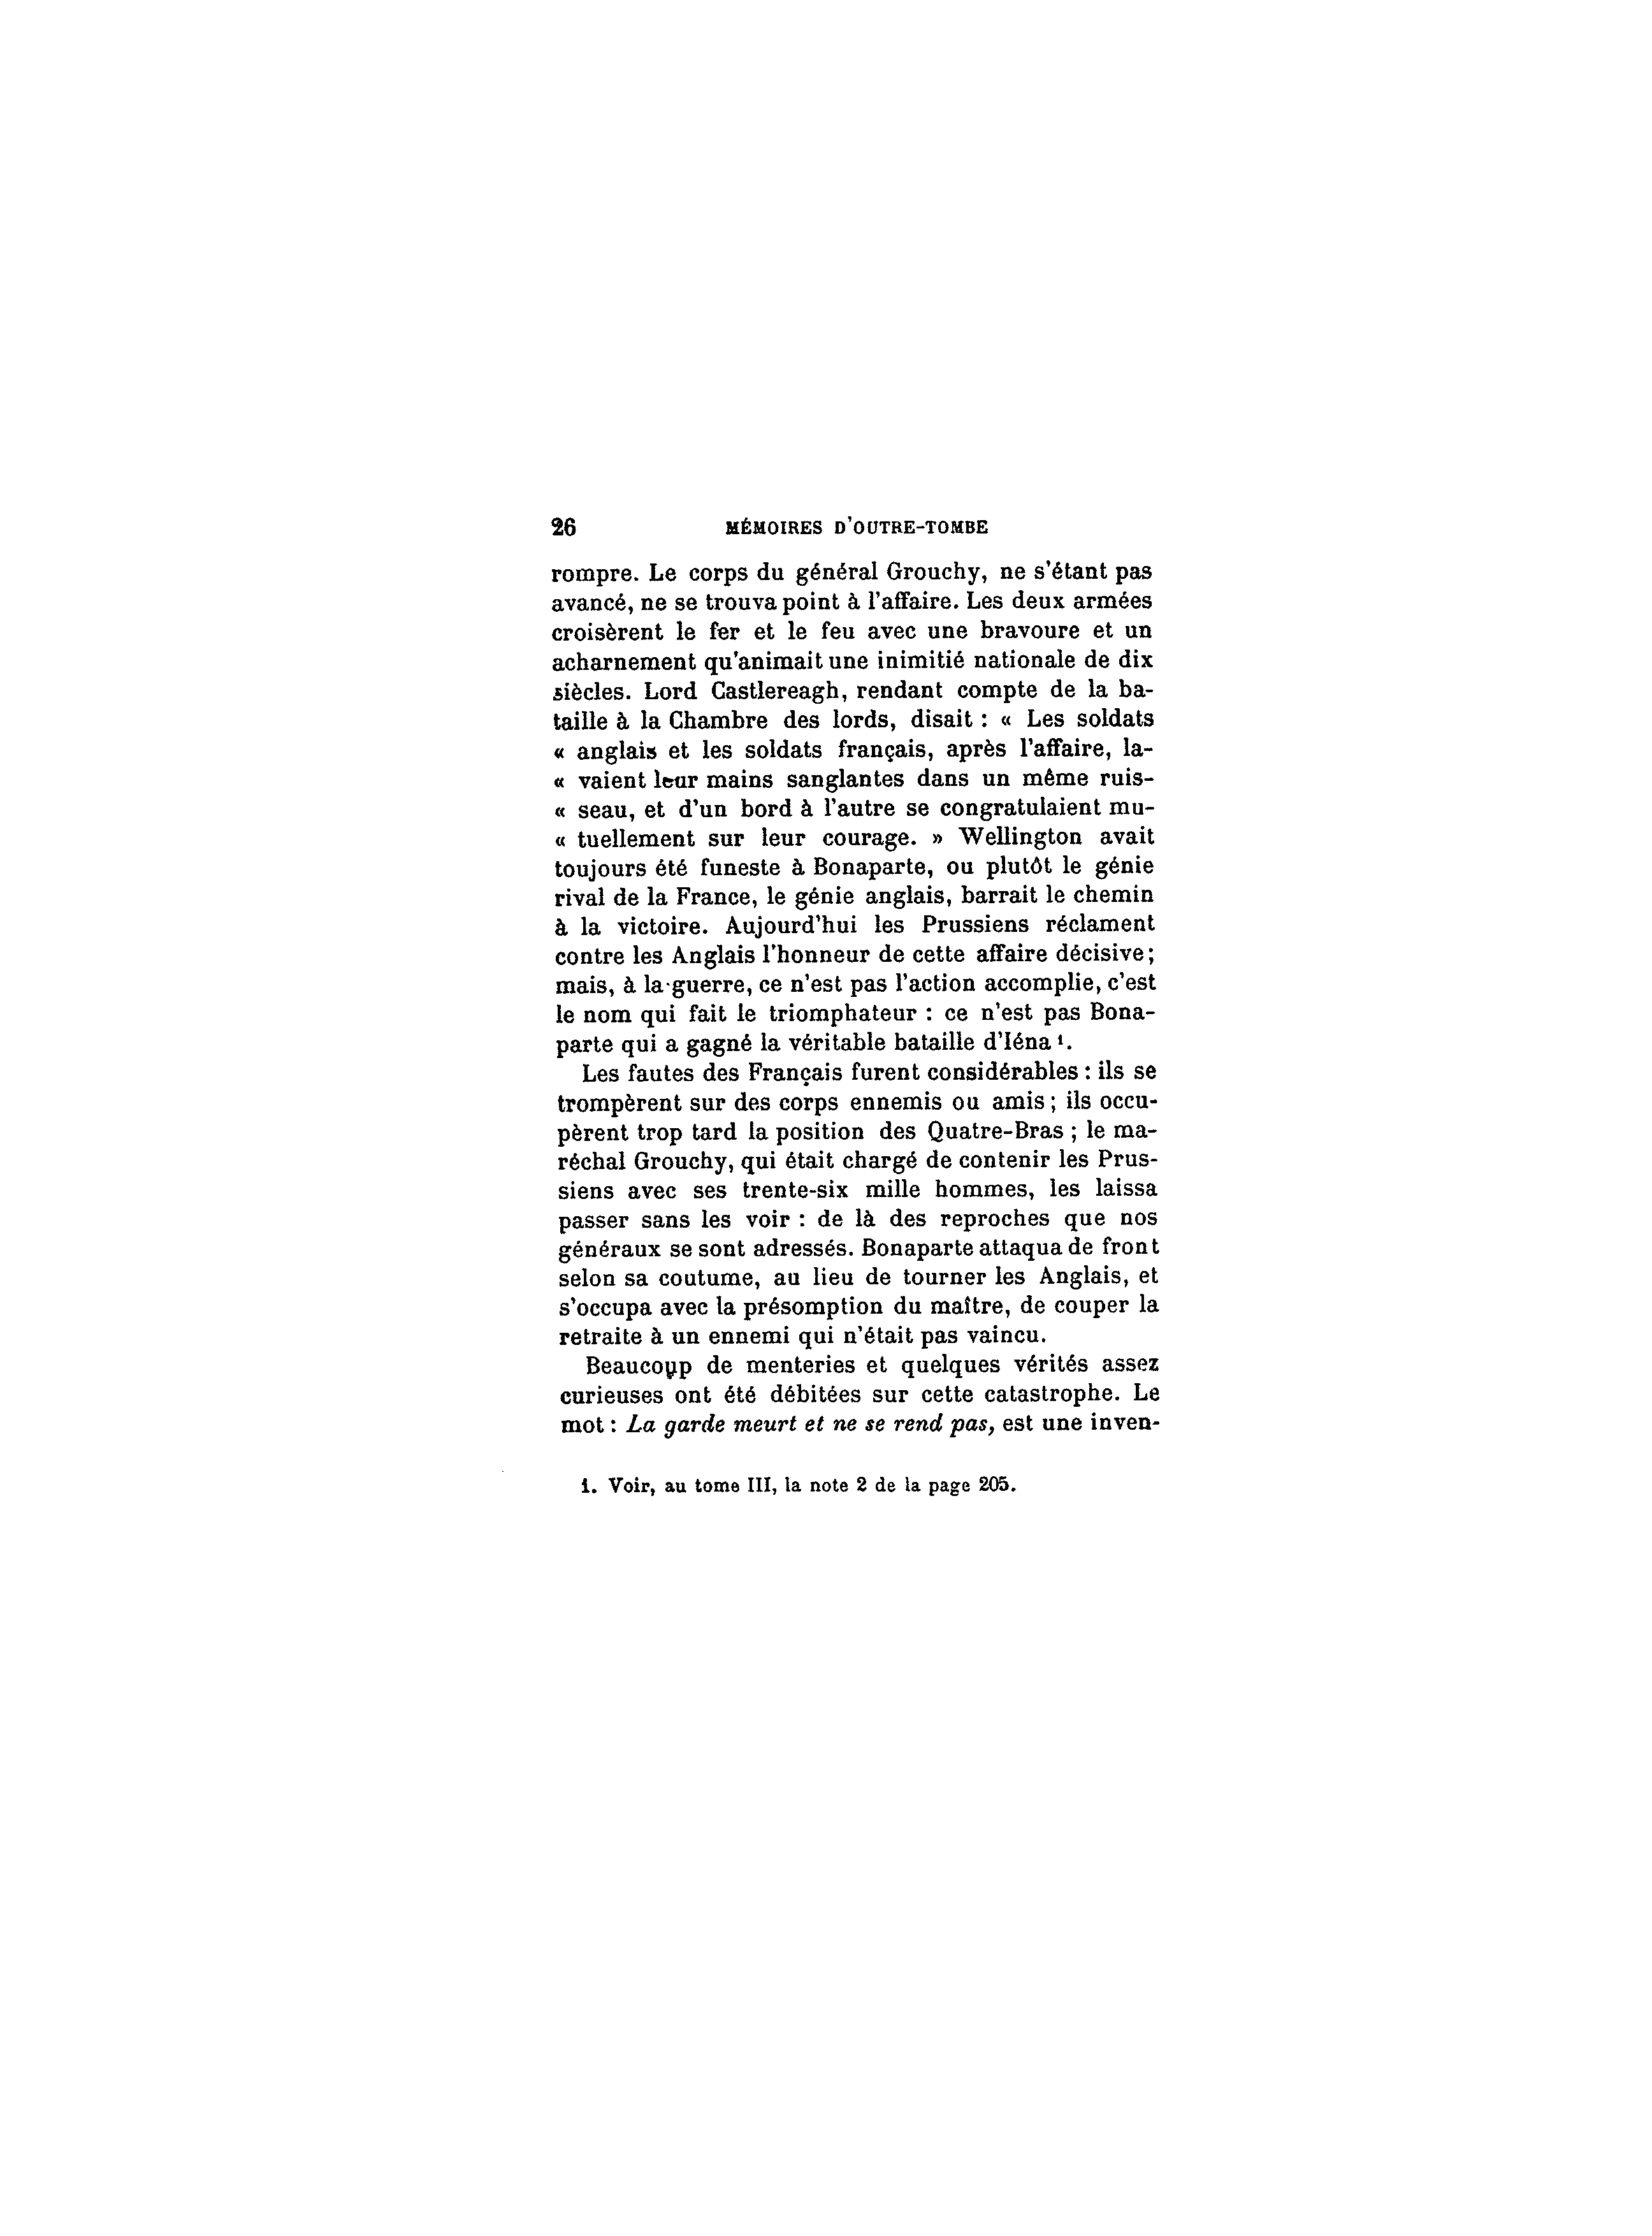 26 MÉMOIRES D'OUTRE-TOMBE
rompre. Le corps du général Grouchy, ne s'étant pas
avancé, ne se trouva point à l'affaire. Les deux armées
croisèrent le fer et le feu avec une bravoure et un
acharnement qu'animait une inimitié nationale de dix
siècles. Lord Castlereagh, rendant compte de la ba-
taille à la Chambre des lords, disait : « Les soldats
« anglais et les soldats français, après l'affaire, la-
« vaient leur mains sanglantes dans un même ruis-
« seau, et d'un bord à l'autre se congratulaient mu-
« tuellement sur leur courage. » Wellington avait
toujours été funeste à Bonaparte, ou plutôt le génie
rival de la France, le génie anglais, barrait le chemin
à la victoire. Aujourd'hui les Prussiens réclament
contre les Anglais l'honneur de cette affaire décisive;
mais, à la guerre, ce n'est pas l'action accomplie, c'est
le nom qui fait le triomphateur : ce n'est pas Bona-
parte qui a gagné la véritable bataille d'Iéna 1.
Les fautes des Français furent considérables : ils se
trompèrent sur des corps ennemis ou amis; ils occu-
pèrent trop tard la position des Quatre-Bras ; le ma-
réchal Grouchy, qui était chargé de contenir les Prus-
siens avec ses trente-six mille hommes, les laissa
passer sans les voir : de là des reproches que nos
généraux se sont adressés. Bonaparte attaqua de front
selon sa coutume, au lieu de tourner les Anglais, et
s'occupa avec la présomption du maître, de couper la
retraite à un ennemi qui n'était pas vaincu.
Beaucoup de menteries et quelques vérités assez
curieuses ont été débitées sur cette catastrophe. Le
mot : La garde meurt et ne se rend pas, est une inven-
1. Voir, au tome III, la note 2 de la page 205.